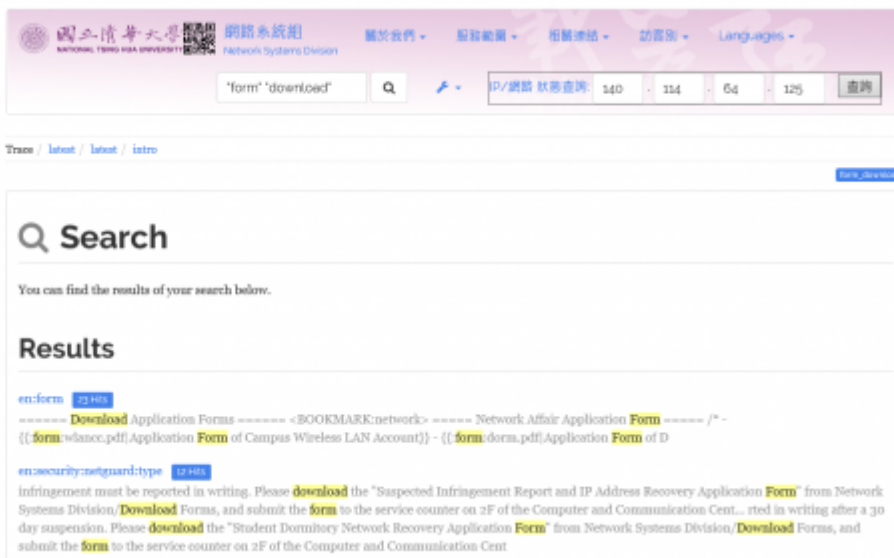 國立清華大學 網路系統組 關於我們 服務範圍 相關連結 訪客別 Languages
NATIONAL TSING HUA UNIVERSITY Network Systems Division
"form" "download" IP/網路 狀態查詢: 140 . 114 . 64 . 125 查詢
Trace / latest / latest / intro
form_downloa
Search
You can find the results of your search below.
Results
en:form 23 Hits
====== Download Application Forms ====== <BOOKMARK:network> ===== Network Affair Application Form ===== /* -
{{:form:wlancc.pdf|Application Form of Campus Wireless LAN Account}} - {{:form:dorm.pdf|Application Form of D
en:security:netguard:type 12 Hits
infringement must be reported in writing. Please download the "Suspected Infringement Report and IP Address Recovery Application Form" from Network
Systems Division/Download Forms, and submit the form to the service counter on 2F of the Computer and Communication Cent... rted in writing after a 30
day suspension. Please download the "Student Dormitory Network Recovery Application Form" from Network Systems Division/Download Forms, and
submit the form to the service counter on 2F of the Computer and Communication Cent